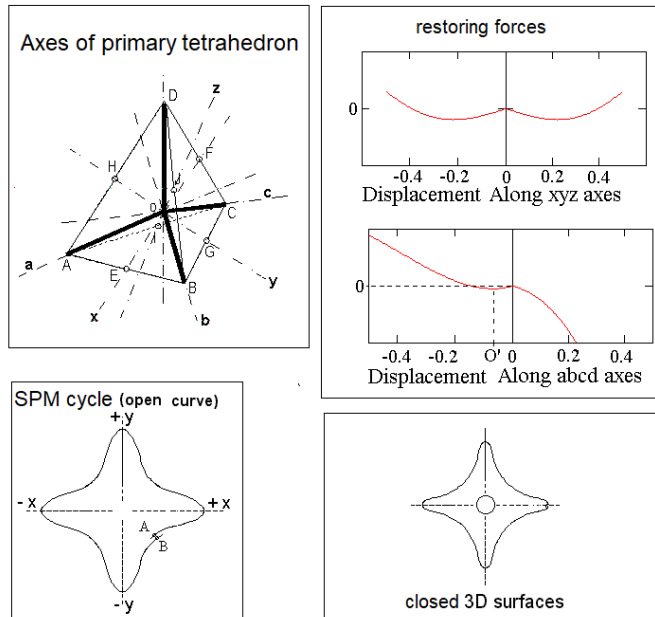 Axes of primary tetrahedron
D
z
H
F
J
c
o
C
I
a
A
G
E
B
y
x
b
restoring forces
0
-0.4 -0.2 0 0.2 0.4
Displacement Along xyz axes
0
-0.4 -0.2 O' 0 0.2 0.4
Displacement Along abcd axes
SPM cycle (open curve)
+y
-x
+x
A
B
-y
closed 3D surfaces